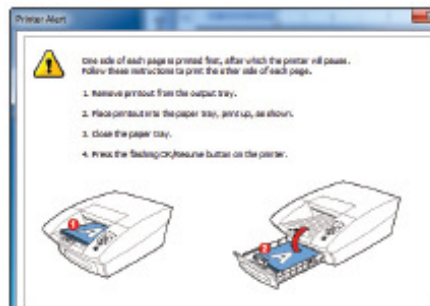 Printer Alert
One side of each page is printed first, after which the printer will pause.
Follow these instructions to print the other side of each page.
1. Remove printout from the output tray.
2. Place printout into the paper tray, print up, as shown.
3. Close the paper tray.
4. Press the flashing OK/Resume button on the printer.
1
A
2
A